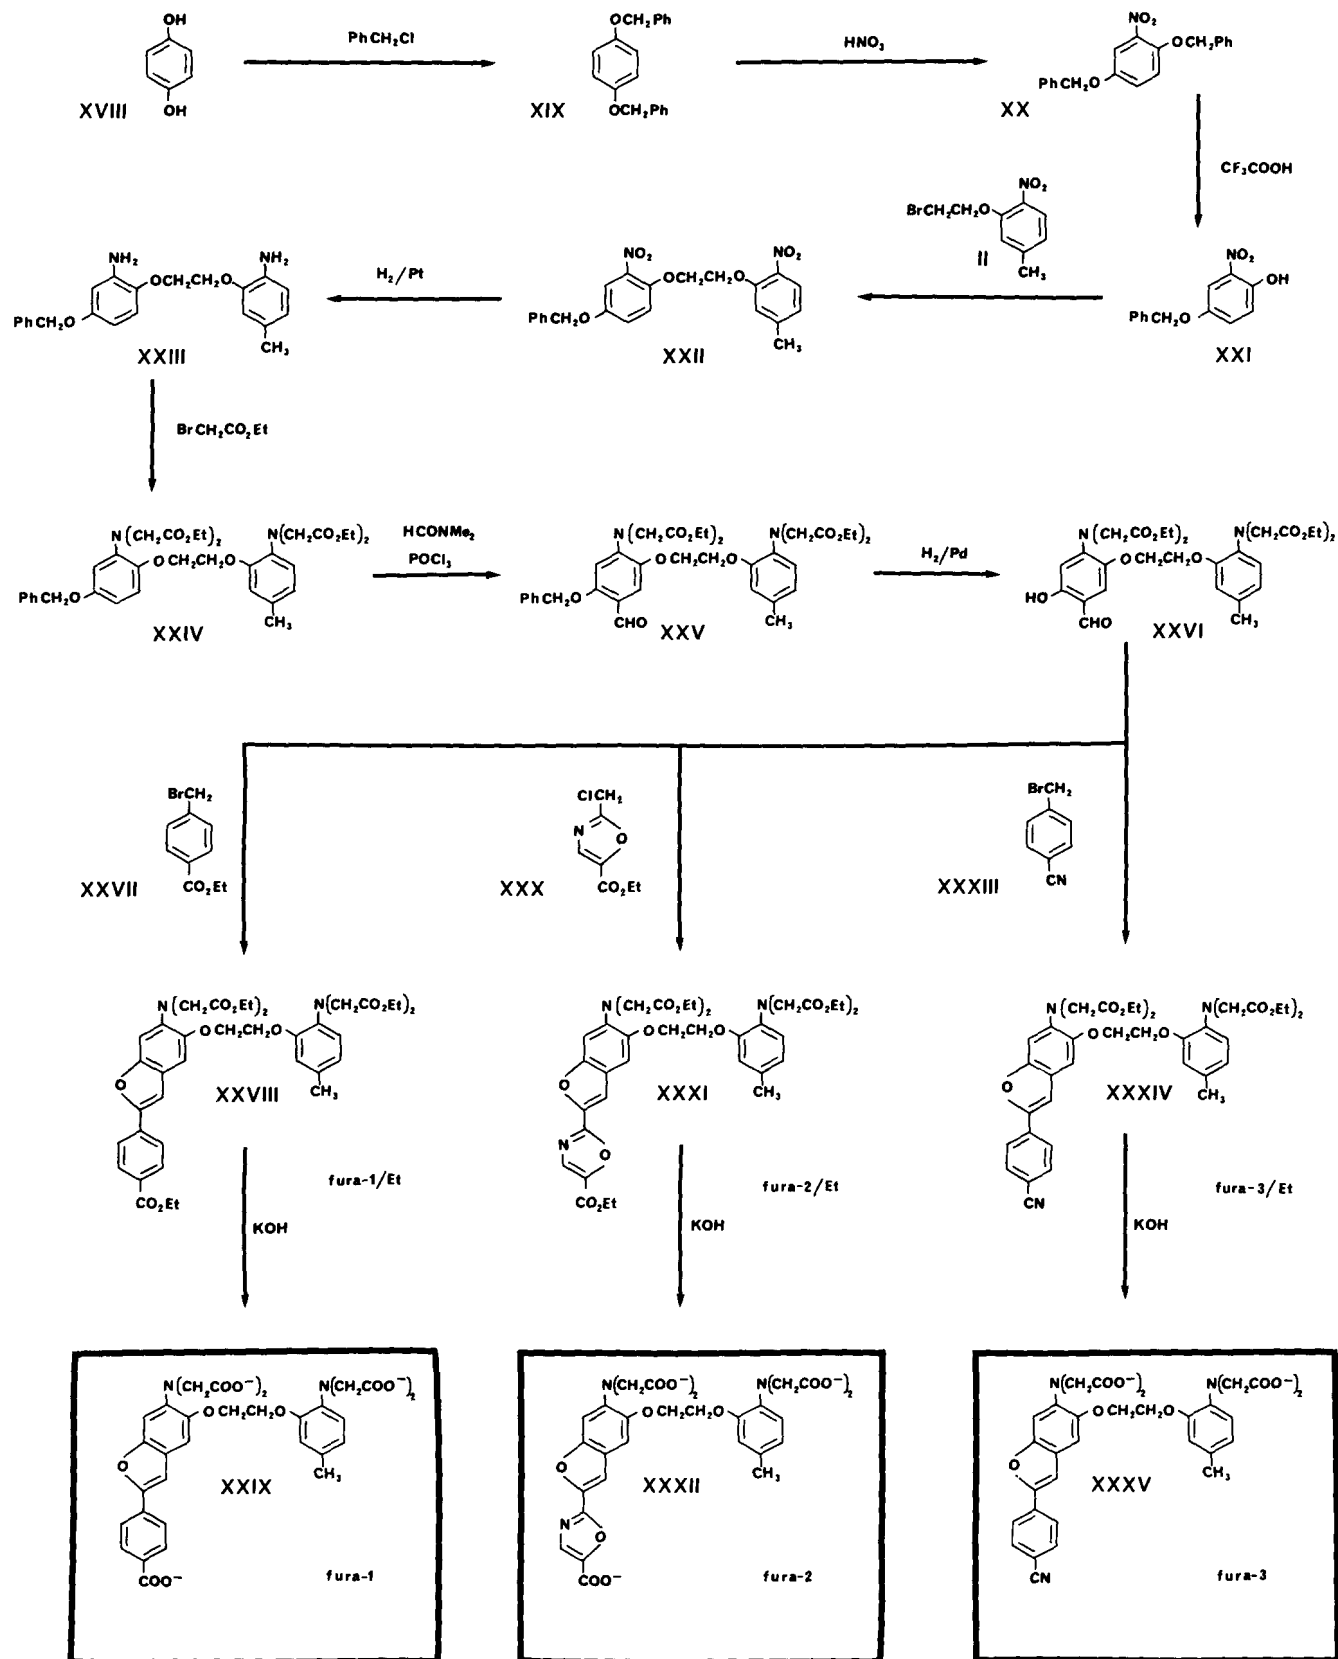 OH
PhCH₂Cl
OH
XVIII
OCH₂Ph
HNO₃
OCH₂Ph
XIX
NO₂
OCH₂Ph
PhCH₂O
XX
CF₃COOH
NO₂
BrCH₂CH₂O
CH₃
II
NO₂
OH
PhCH₂O
XXI
NO₂
OCH₂CH₂O
NO₂
PhCH₂O
CH₃
XXII
H₂/Pt
NH₂
OCH₂CH₂O
NH₂
PhCH₂O
CH₃
XXIII
BrCH₂CO₂Et
N(CH₂CO₂Et)₂
N(CH₂CO₂Et)₂
OCH₂CH₂O
PhCH₂O
CH₃
XXIV
HCONMe₂
POCl₃
N(CH₂CO₂Et)₂
N(CH₂CO₂Et)₂
OCH₂CH₂O
PhCH₂O
CHO
CH₃
XXV
H₂/Pd
N(CH₂CO₂Et)₂
N(CH₂CO₂Et)₂
OCH₂CH₂O
HO
CHO
CH₃
XXVI
BrCH₂
CO₂Et
XXVII
ClCH₂
N
O
CO₂Et
XXX
BrCH₂
CN
XXXIII
N(CH₂CO₂Et)₂
N(CH₂CO₂Et)₂
OCH₂CH₂O
O
CH₃
XXVIII
CO₂Et
fura-1/Et
KOH
N(CH₂CO₂Et)₂
N(CH₂CO₂Et)₂
OCH₂CH₂O
O
CH₃
XXXI
N
O
CO₂Et
fura-2/Et
KOH
N(CH₂CO₂Et)₂
N(CH₂CO₂Et)₂
OCH₂CH₂O
O
CH₃
XXXIV
CN
fura-3/Et
KOH
N(CH₂COO⁻)₂
N(CH₂COO⁻)₂
OCH₂CH₂O
O
CH₃
XXIX
COO⁻
fura-1
N(CH₂COO⁻)₂
N(CH₂COO⁻)₂
OCH₂CH₂O
O
CH₃
XXXII
N
O
COO⁻
fura-2
N(CH₂COO⁻)₂
N(CH₂COO⁻)₂
OCH₂CH₂O
O
CH₃
XXXV
CN
fura-3